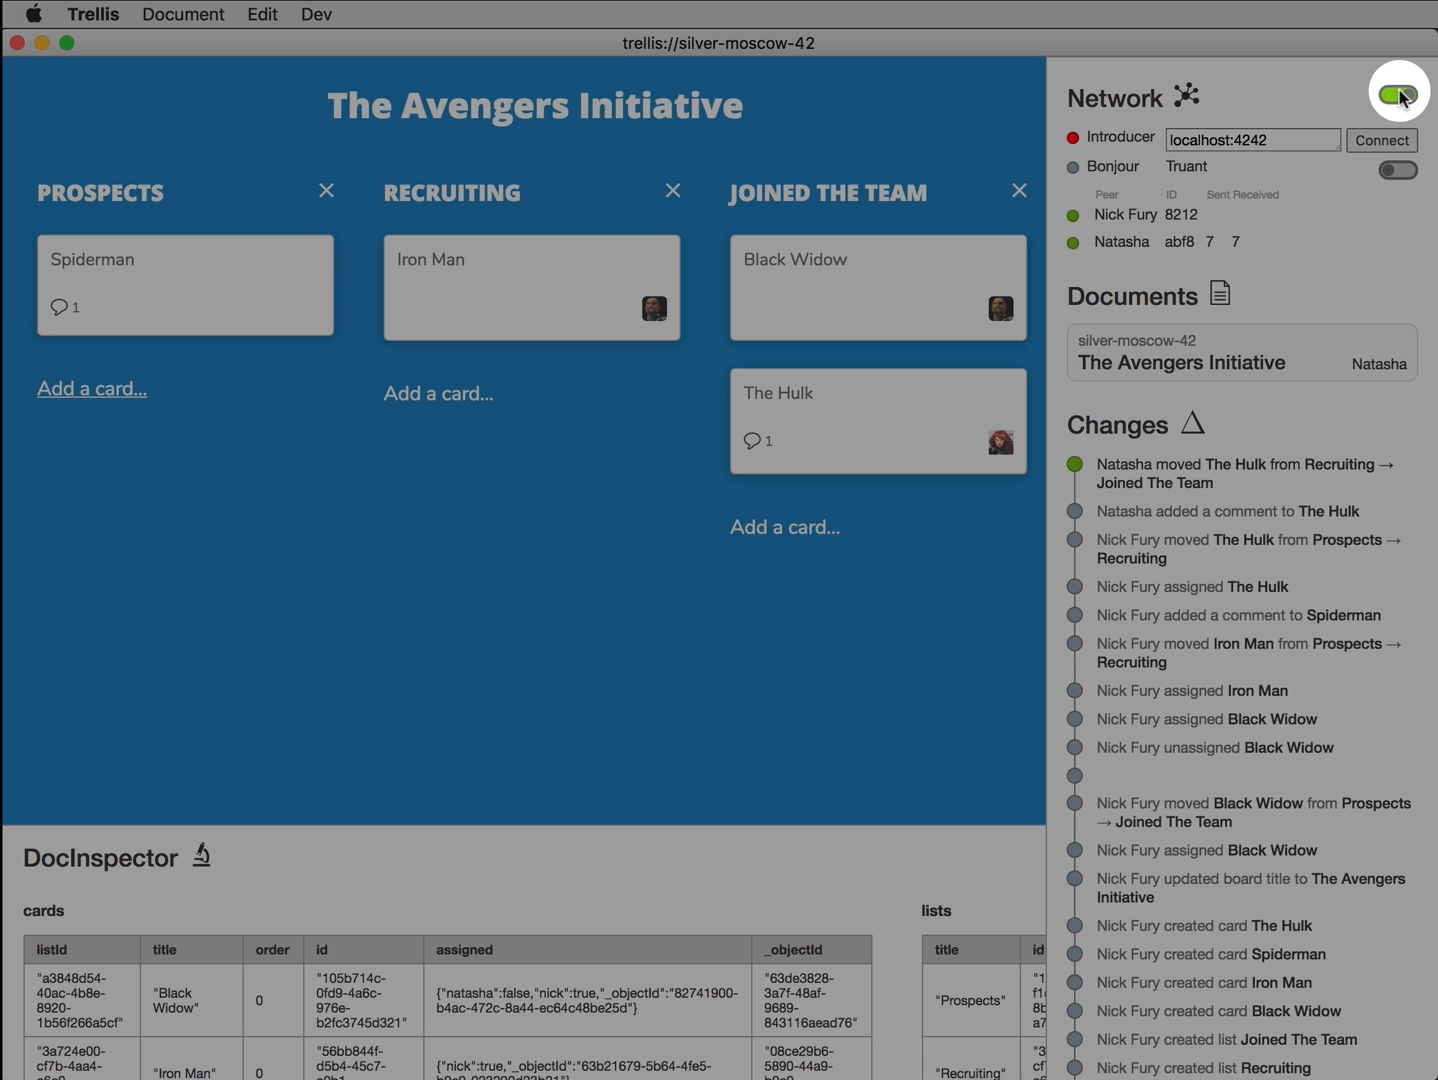 Trellis Document Edit Dev
trellis://silver-moscow-42
The Avengers Initiative
PROSPECTS
Spiderman
1
Add a card...
RECRUITING
Iron Man
Add a card...
JOINED THE TEAM
Black Widow
The Hulk
1
Add a card...
Network
Introducer localhost:4242 Connect
Bonjour Truant
Peer ID Sent Received
Nick Fury 8212
Natasha abf8 7 7
Documents
silver-moscow-42
The Avengers Initiative Natasha
Changes
Natasha moved The Hulk from Recruiting →
Joined The Team
Natasha added a comment to The Hulk
Nick Fury moved The Hulk from Prospects →
Recruiting
Nick Fury assigned The Hulk
Nick Fury added a comment to Spiderman
Nick Fury moved Iron Man from Prospects →
Recruiting
Nick Fury assigned Iron Man
Nick Fury assigned Black Widow
Nick Fury unassigned Black Widow
Nick Fury moved Black Widow from Prospects
→ Joined The Team
Nick Fury assigned Black Widow
Nick Fury updated board title to The Avengers
Initiative
Nick Fury created card The Hulk
Nick Fury created card Spiderman
Nick Fury created card Iron Man
Nick Fury created card Black Widow
Nick Fury created list Joined The Team
Nick Fury created list Recruiting
DocInspector
cards
listId title order id assigned _objectId
"a3848d54-
40ac-4b8e-
8920-
1b56f266a5cf"
"Black
Widow"
0
"105b714c-
0fd9-4a6c-
976e-
b2fc3745d321"
{"natasha":false,"nick":true,"_objectId":"82741900-
b4ac-472c-8a44-ec64c48be25d"}
"63de3828-
3a7f-48af-
9689-
843116aead76"
"3a724e00-
cf7b-4aa4-
"Iron Man"
0
"56bb844f-
d5b4-45c7-
{"nick":true,"_objectId":"63b21679-5b64-4fe5-
"08ce29b6-
5890-44a9-
lists
title id
"Prospects"
"Recruiting"